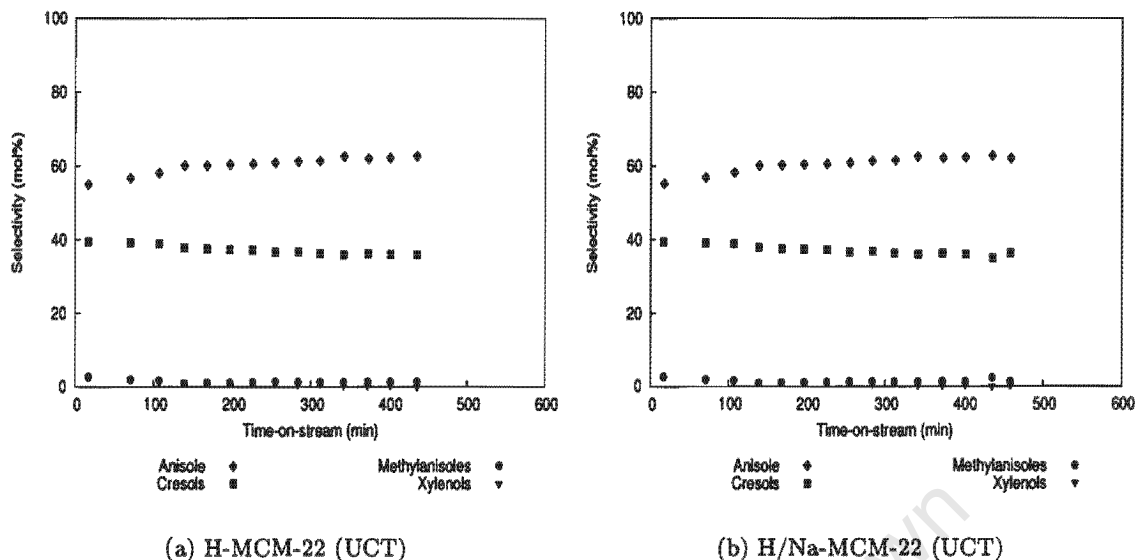 100
80
60
40
20
0
0 100 200 300 400 500 600
Selectivity (mol%)
Time-on-stream (min)
Anisole Methylanisoles
Cresols Xylenols
(a) H-MCM-22 (UCT)
100
80
60
40
20
0
0 100 200 300 400 500 600
Selectivity (mol%)
Time-on-stream (min)
Anisole Methylanisoles
Cresols Xylenols
(b) H/Na-MCM-22 (UCT)